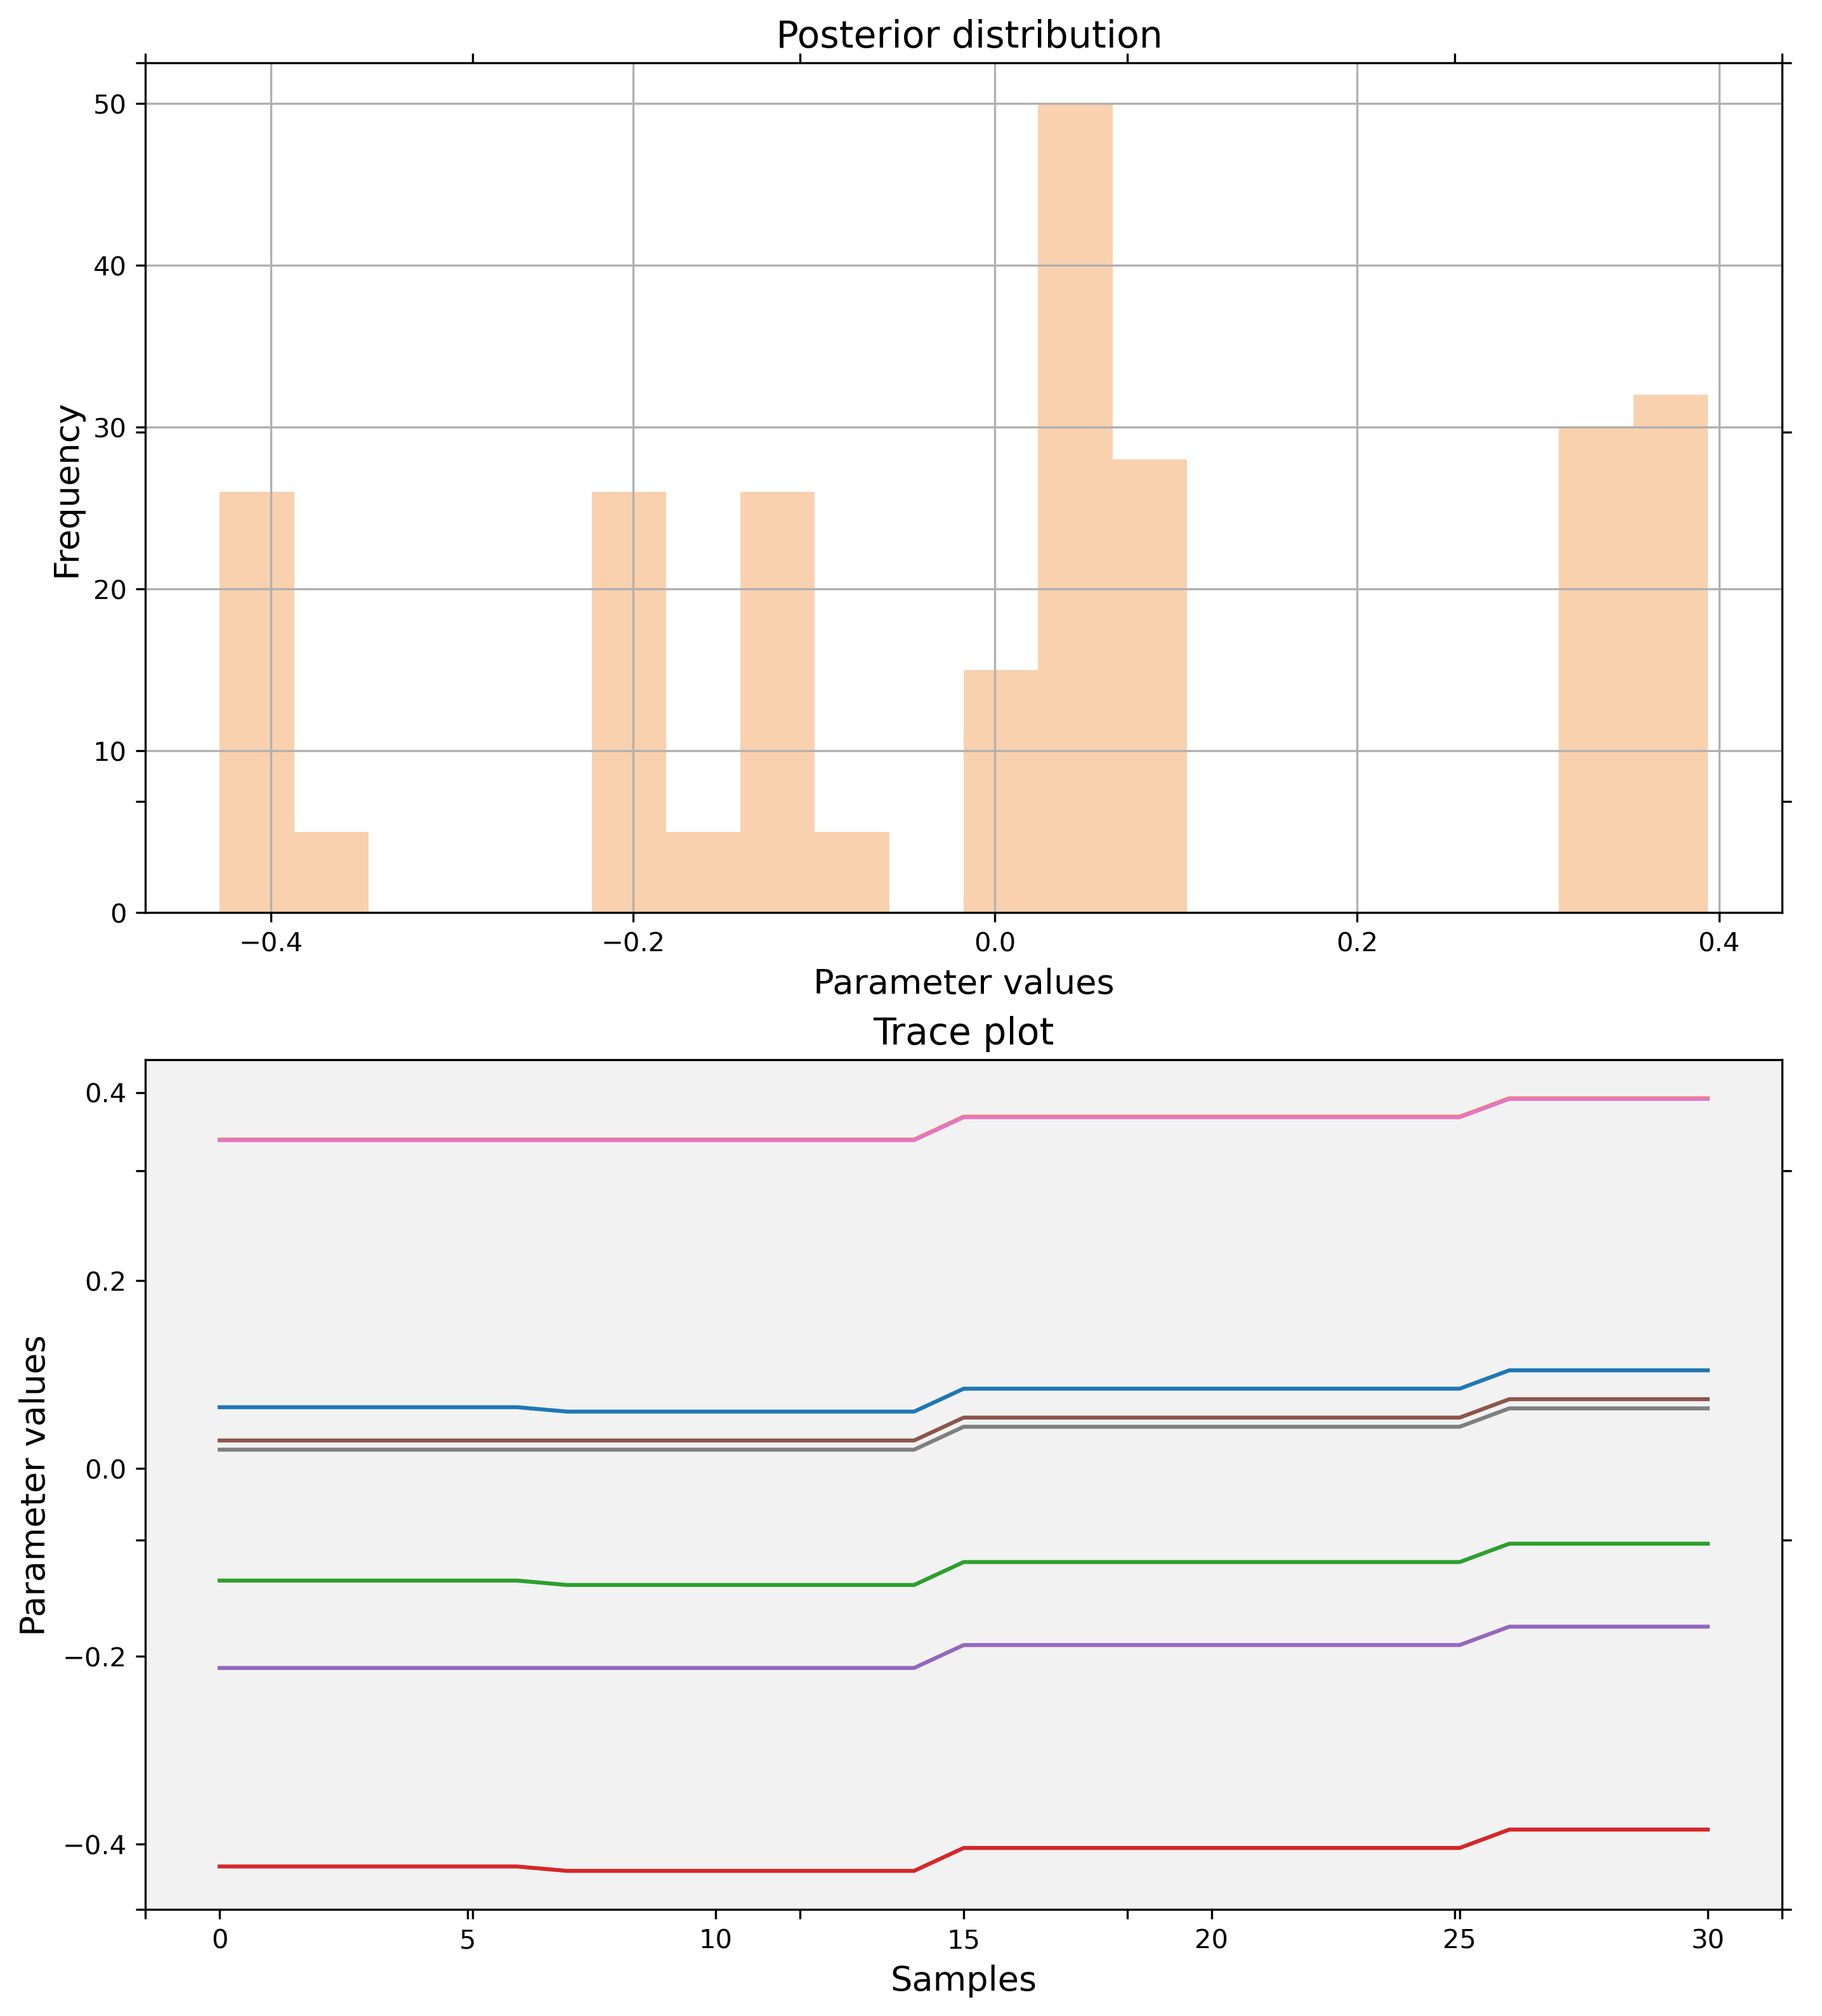 Posterior distribution
50
40
30
20
10
0
Frequency
−0.4 −0.2 0.0 0.2 0.4
Parameter values
Trace plot
0.4
0.2
0.0
−0.2
−0.4
Parameter values
0 5 10 15 20 25 30
Samples